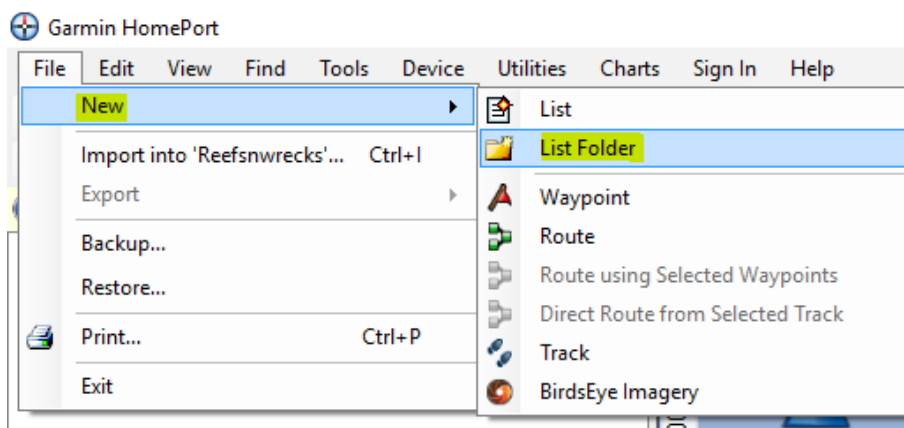 Garmin HomePort
File Edit View Find Tools Device Utilities Charts Sign In Help
New
Import into 'Reefsnwrecks'... Ctrl+I
Export
Backup...
Restore...
Print... Ctrl+P
Exit
List
List Folder
Waypoint
Route
Route using Selected Waypoints
Direct Route from Selected Track
Track
BirdsEye Imagery